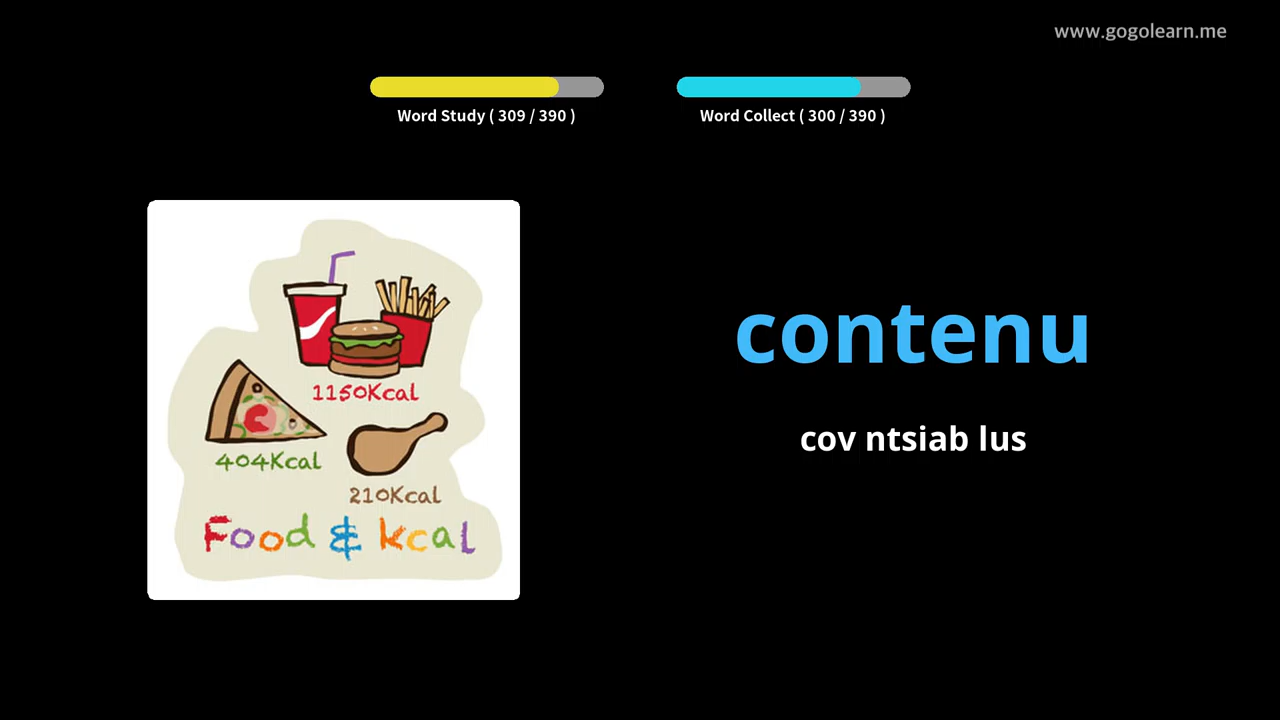 www.gogolearn.me
Word Study ( 309 / 390 )
Word Collect ( 300 / 390 )
1150Kcal
404Kcal
210Kcal
Food & kcal
contenu
cov ntsiab lus